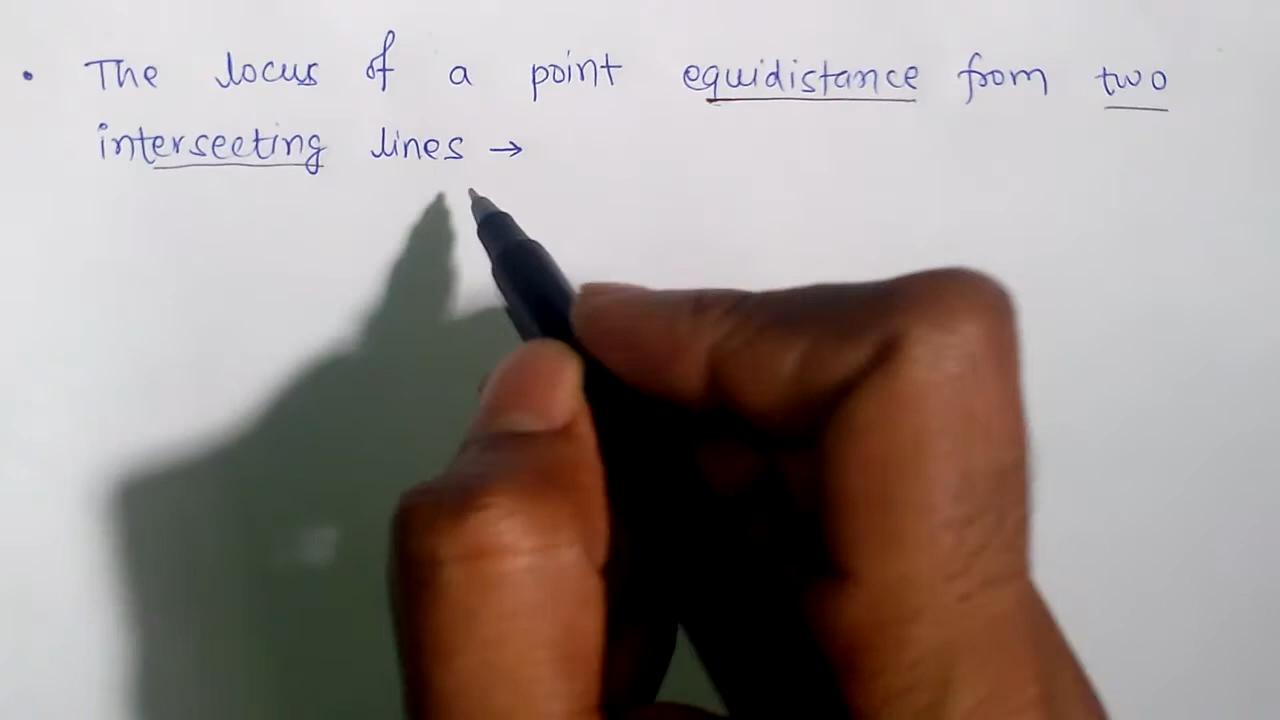 • The locus of a point equidistance from two
intersecting lines →